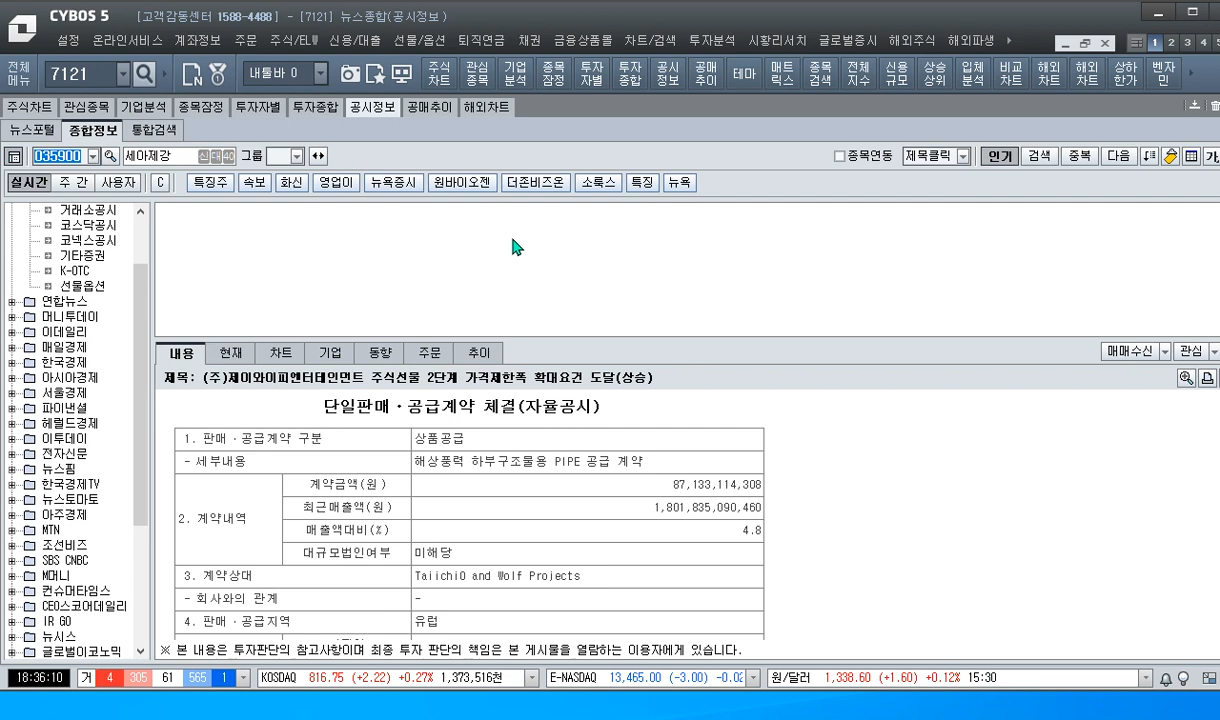 CYBOS 5 [고객감동센터 1588-4488] - [7121] 뉴스종합(공시정보)
설정 온라인서비스 계좌정보 주문 주식/ELW 신용/대출 선물/옵션 퇴직연금 채권 금융상품몰 차트/검색 투자분석 시황리서치 글로벌증시 해외주식 해외파생 1 2 3 4
전체메뉴 7121 내툴바 0 주식차트 관심종목 기업분석 종목잠정 투자자별 투자종합 공시정보 공매추이 테마 매트릭스 종목검색 전체지수 신용규모 상승상위 입체분석 비교차트 해외차트 해외차트 상하한가 벤자민
주식차트 관심종목 기업분석 종목잠정 투자자별 투자종합 공시정보 공매추이 해외차트
뉴스포털 종합정보 통합검색
035900 세아제강 신 대 40 그룹 종목연동 제목클릭 인기 검색 중복 다음 가
실시간 주 간 사용자 C 특징주 속보 화신 영업이 뉴욕증시 원바이오젠 더존비즈온 소룩스 특징 뉴욕
거래소공시
코스닥공시
코넥스공시
기타증권
K-OTC
선물옵션
연합뉴스
머니투데이
이데일리
매일경제
한국경제
아시아경제
서울경제
파이낸셜
헤럴드경제
이투데이
전자신문
뉴스핌
한국경제TV
뉴스토마토
아주경제
MTN
조선비즈
SBS CNBC
M머니
컨슈머타임스
CEO스코어데일리
IR GO
뉴시스
글로벌이코노믹
내용 현재 차트 기업 동향 주문 추이 매매수신 관심
제목: (주)제이와이피엔터테인먼트 주식선물 2단계 가격제한폭 확대요건 도달(상승)
단일판매ㆍ공급계약 체결(자율공시)
1. 판매ㆍ공급계약 구분 상품공급
- 세부내용 해상풍력 하부구조물용 PIPE 공급 계약
2. 계약내역 계약금액(원) 87,133,114,308
최근매출액(원) 1,801,835,090,460
매출액대비(%) 4.8
대규모법인여부 미해당
3. 계약상대 Taiichi0 and Wolf Projects
- 회사와의 관계 -
4. 판매ㆍ공급지역 유럽
※ 본 내용은 투자판단의 참고사항이며 최종 투자 판단의 책임은 본 게시물을 열람하는 이용자에게 있습니다.
18:36:10 거 4 305 61 565 1 KOSDAQ 816.75 (+2.22) +0.27% 1,373,516천 E-NASDAQ 13,465.00 (-3.00) -0.02 원/달러 1,338.60 (+1.60) +0.12% 15:30